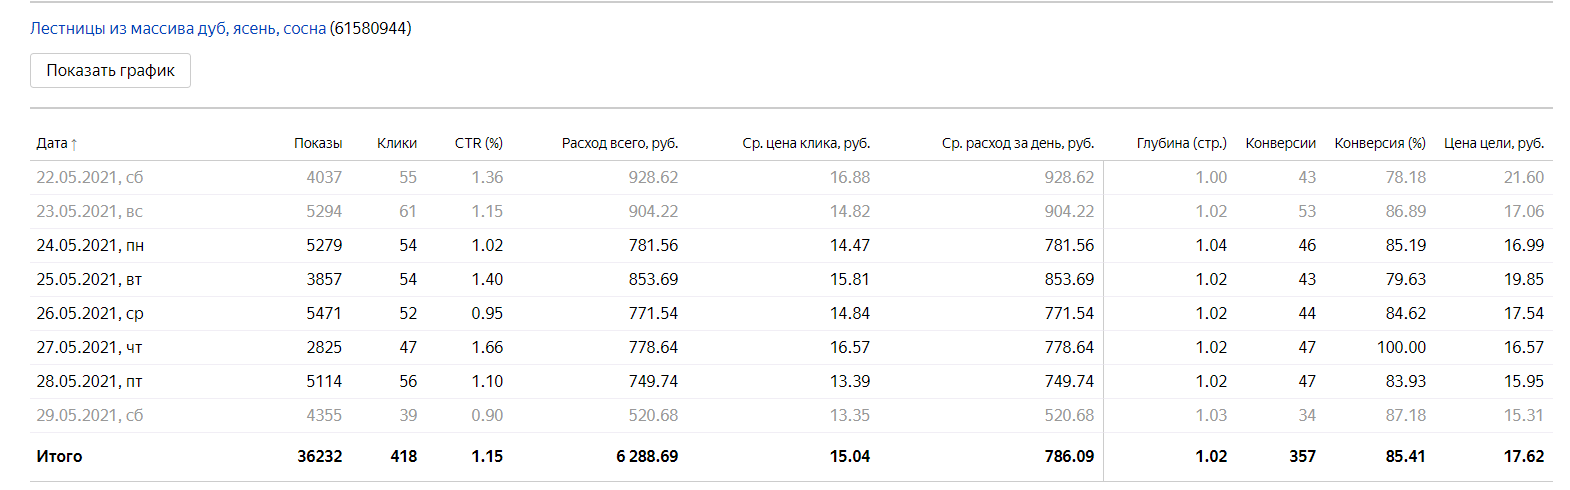 Лестницы из массива дуб, ясень, сосна (61580944)
Показать график
Дата ↑ Показы Клики CTR (%) Расход всего, руб. Ср. цена клика, руб. Ср. расход за день, руб. Глубина (стр.) Конверсии Конверсия (%) Цена цели, руб.
22.05.2021, сб 4037 55 1.36 928.62 16.88 928.62 1.00 43 78.18 21.60
23.05.2021, вс 5294 61 1.15 904.22 14.82 904.22 1.02 53 86.89 17.06
24.05.2021, пн 5279 54 1.02 781.56 14.47 781.56 1.04 46 85.19 16.99
25.05.2021, вт 3857 54 1.40 853.69 15.81 853.69 1.02 43 79.63 19.85
26.05.2021, ср 5471 52 0.95 771.54 14.84 771.54 1.02 44 84.62 17.54
27.05.2021, чт 2825 47 1.66 778.64 16.57 778.64 1.02 47 100.00 16.57
28.05.2021, пт 5114 56 1.10 749.74 13.39 749.74 1.02 47 83.93 15.95
29.05.2021, сб 4355 39 0.90 520.68 13.35 520.68 1.03 34 87.18 15.31
Итого 36232 418 1.15 6 288.69 15.04 786.09 1.02 357 85.41 17.62